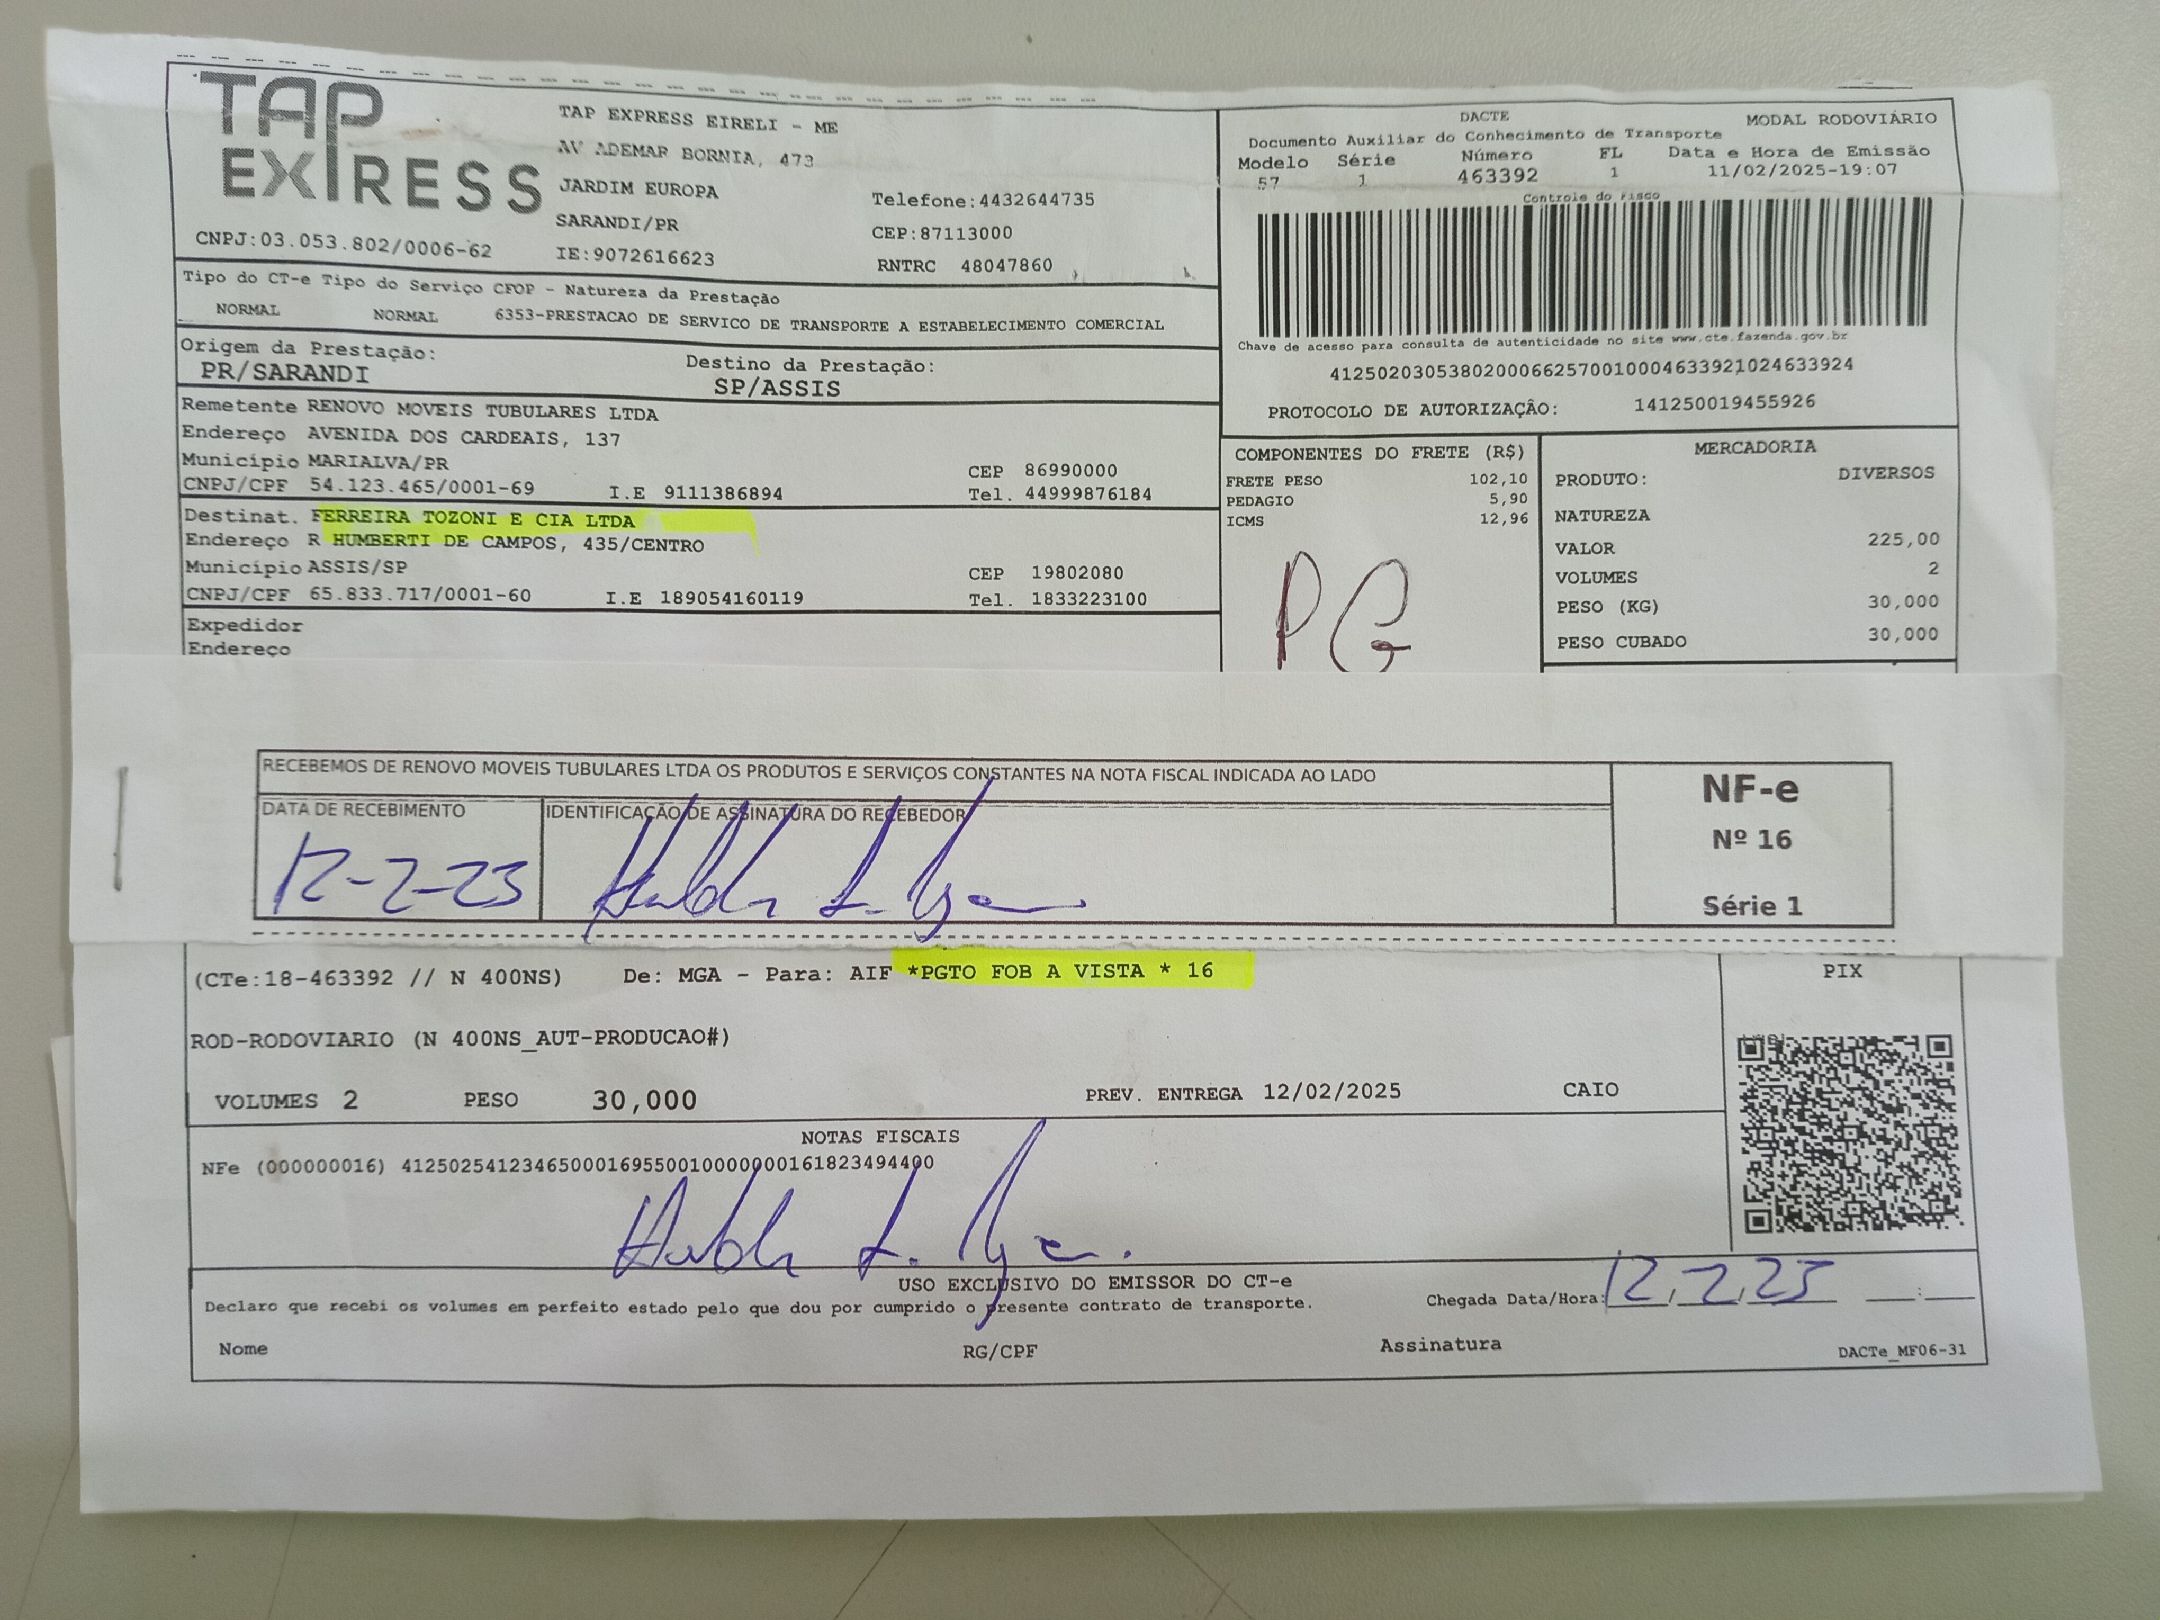 TAP EXPRESS
TAP EXPRESS EIRELI - ME
AV ADEMAR BORNIA, 473
JARDIM EUROPA
SARANDI/PR
Telefone:4432644735
CEP:87113000
CNPJ:03.053.802/0006-62
IE:9072616623
RNTRC 48047860
DACTE
MODAL RODOVIÁRIO
Documento Auxiliar do Conhecimento de Transporte
Modelo Série Número FL Data e Hora de Emissão
57 1 463392 1 11/02/2025-19:07
Controle do Fisco
Tipo do CT-e Tipo do Serviço CFOP - Natureza da Prestação
NORMAL NORMAL 6353-PRESTACAO DE SERVICO DE TRANSPORTE A ESTABELECIMENTO COMERCIAL
Chave de acesso para consulta de autenticidade no site www.cte.fazenda.gov.br
41250203053802000662570010004633921024633924
PROTOCOLO DE AUTORIZAÇÃO: 141250019455926
Origem da Prestação: Destino da Prestação:
PR/SARANDI SP/ASSIS
Remetente RENOVO MOVEIS TUBULARES LTDA
Endereço AVENIDA DOS CARDEAIS, 137
Município MARIALVA/PR CEP 86990000
CNPJ/CPF 54.123.465/0001-69 I.E 9111386894 Tel. 44999876184
Destinat. FERREIRA TOZONI E CIA LTDA
Endereço R HUMBERTI DE CAMPOS, 435/CENTRO
Município ASSIS/SP CEP 19802080
CNPJ/CPF 65.833.717/0001-60 I.E 189054160119 Tel. 1833223100
Expedidor
Endereço
COMPONENTES DO FRETE (R$)
FRETE PESO 102,10
PEDAGIO 5,90
ICMS 12,96
PG
MERCADORIA
PRODUTO: DIVERSOS
NATUREZA
VALOR 225,00
VOLUMES 2
PESO (KG) 30,000
PESO CUBADO 30,000
RECEBEMOS DE RENOVO MOVEIS TUBULARES LTDA OS PRODUTOS E SERVIÇOS CONSTANTES NA NOTA FISCAL INDICADA AO LADO
DATA DE RECEBIMENTO IDENTIFICAÇÃO DE ASSINATURA DO RECEBEDOR
12-2-25
NF-e
Nº 16
Série 1
(CTe:18-463392 // N 400NS) De: MGA - Para: AIF *PGTO FOB A VISTA * 16
PIX
ROD-RODOVIARIO (N 400NS_AUT-PRODUCAO#)
VOLUMES 2 PESO 30,000 PREV. ENTREGA 12/02/2025 CAIO
NOTAS FISCAIS
NFe (000000016) 41250254123465000169550010000000161823494400
USO EXCLUSIVO DO EMISSOR DO CT-e
Declaro que recebi os volumes em perfeito estado pelo que dou por cumprido o presente contrato de transporte.
Chegada Data/Hora: 12/2/25 __:__
Nome RG/CPF Assinatura DACTe_MF06-31